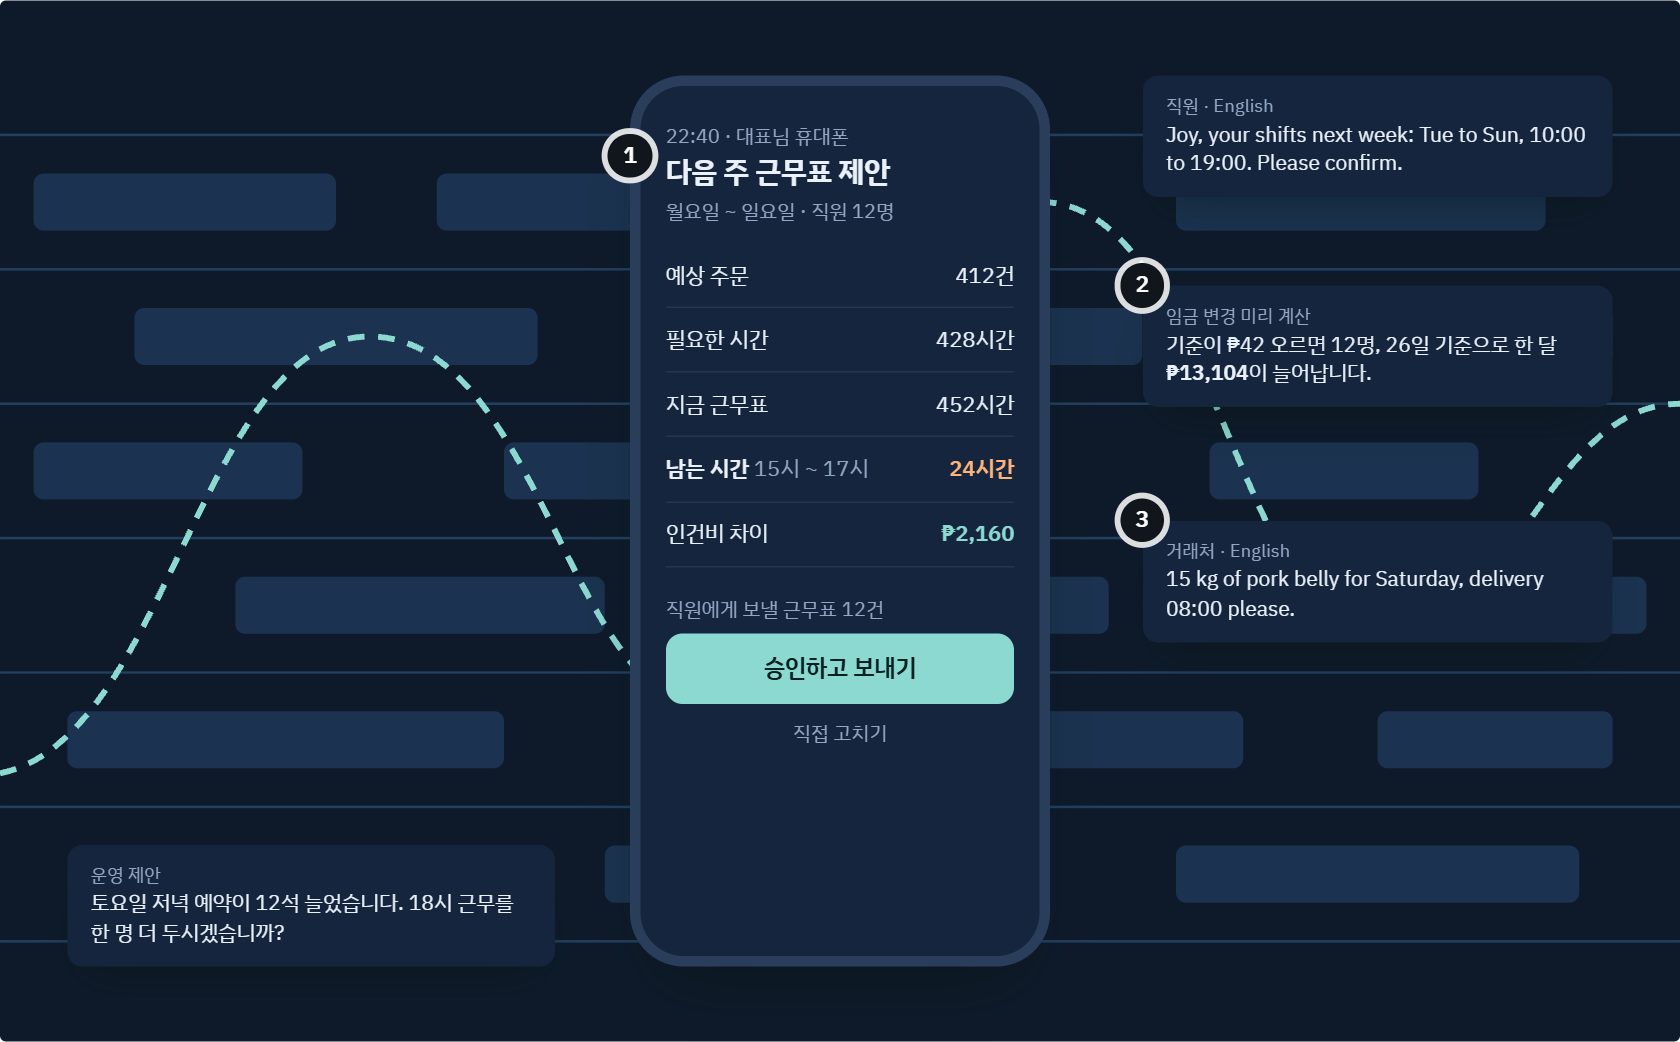 1
22:40 · 대표님 휴대폰
다음 주 근무표 제안
월요일 ~ 일요일 · 직원 12명
예상 주문 412건
필요한 시간 428시간
지금 근무표 452시간
남는 시간 15시 ~ 17시 24시간
인건비 차이 ₱2,160
직원에게 보낼 근무표 12건
승인하고 보내기
직접 고치기
직원 · English
Joy, your shifts next week: Tue to Sun, 10:00
to 19:00. Please confirm.
2
임금 변경 미리 계산
기준이 ₱42 오르면 12명, 26일 기준으로 한 달
₱13,104이 늘어납니다.
3
거래처 · English
15 kg of pork belly for Saturday, delivery
08:00 please.
운영 제안
토요일 저녁 예약이 12석 늘었습니다. 18시 근무를
한 명 더 두시겠습니까?